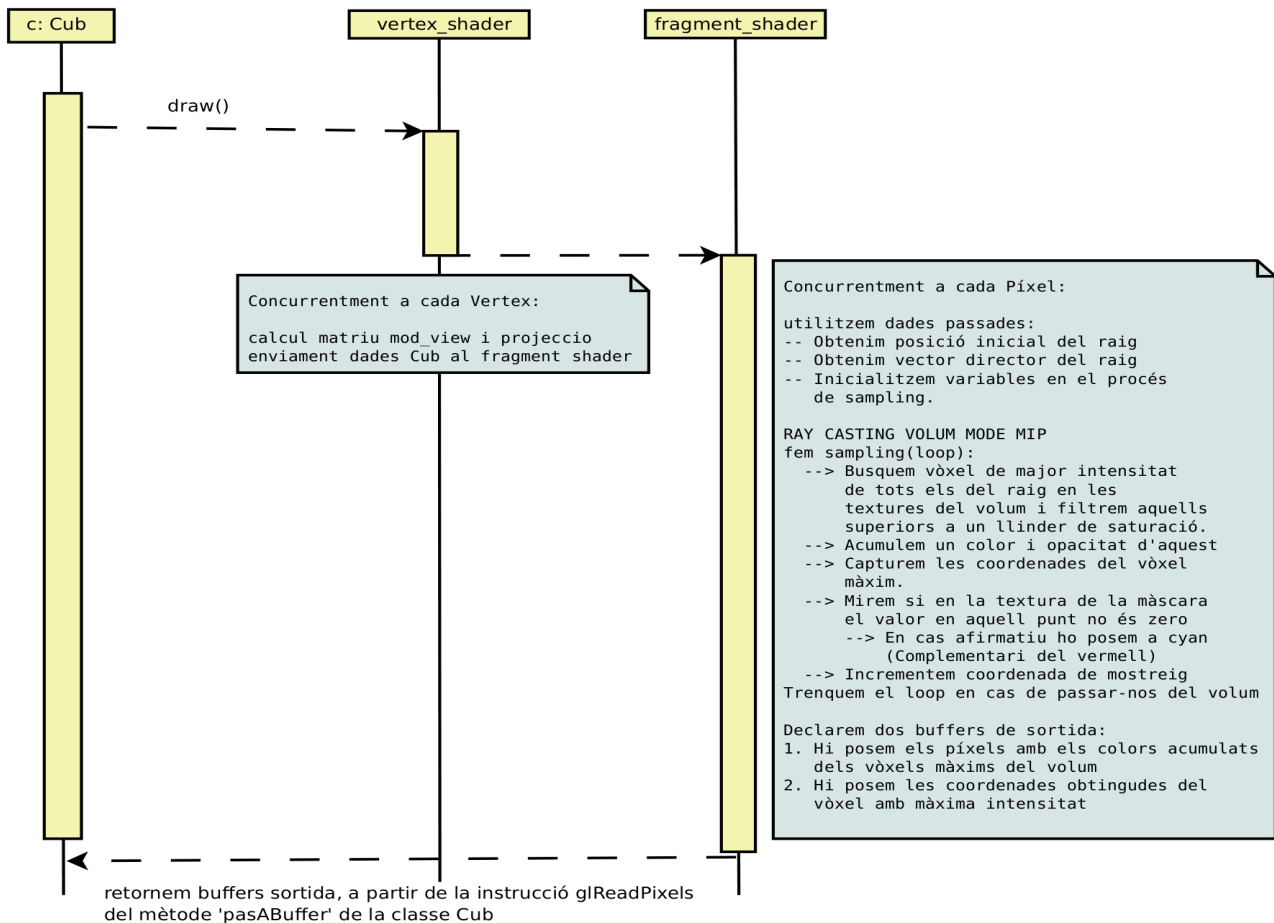 c: Cub
vertex_shader
fragment_shader
draw()
Concurrentment a cada Vertex:
calcul matriu mod_view i projeccio
enviament dades Cub al fragment shader
Concurrentment a cada Píxel:
utilitzem dades passades:
-- Obtenim posició inicial del raig
-- Obtenim vector director del raig
-- Inicialitzem variables en el procés
de sampling.
RAY CASTING VOLUM MODE MIP
fem sampling(loop):
--> Busquem vòxel de major intensitat
de tots els del raig en les
textures del volum i filtrem aquells
superiors a un llinder de saturació.
--> Acumulem un color i opacitat d'aquest
--> Capturem les coordenades del vòxel
màxim.
--> Mirem si en la textura de la màscara
el valor en aquell punt no és zero
--> En cas afirmatiu ho posem a cyan
(Complementari del vermell)
--> Incrementem coordenada de mostreig
Trenquem el loop en cas de passar-nos del volum
Declarem dos buffers de sortida:
1. Hi posem els píxels amb els colors acumulats
dels vòxels màxims del volum
2. Hi posem les coordenades obtingudes del
vòxel amb màxima intensitat
retornem buffers sortida, a partir de la instrucció glReadPixels
del mètode 'pasABuffer' de la classe Cub